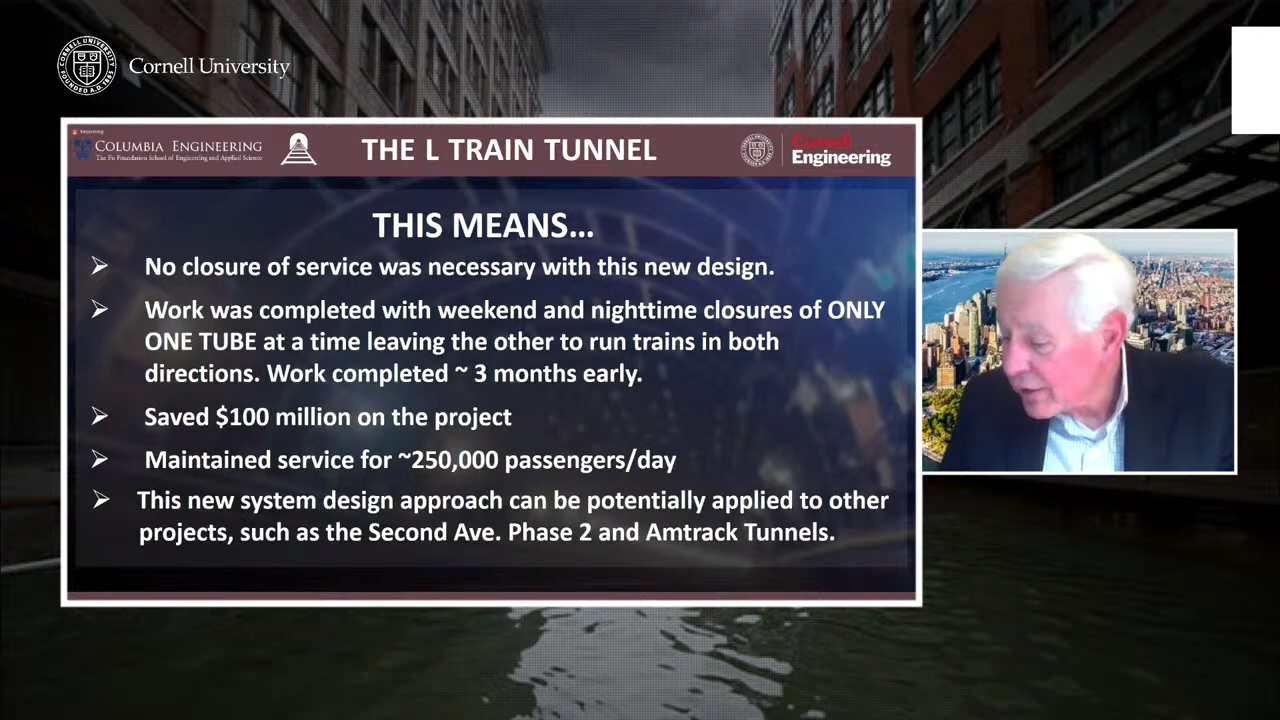 Cornell University
Recording
COLUMBIA ENGINEERING
The Fu Foundation School of Engineering and Applied Science
THE L TRAIN TUNNEL
Cornell
Engineering
THIS MEANS...
➢ No closure of service was necessary with this new design.
➢ Work was completed with weekend and nighttime closures of ONLY
ONE TUBE at a time leaving the other to run trains in both
directions. Work completed ~ 3 months early.
➢ Saved $100 million on the project
➢ Maintained service for ~250,000 passengers/day
➢ This new system design approach can be potentially applied to other
projects, such as the Second Ave. Phase 2 and Amtrack Tunnels.